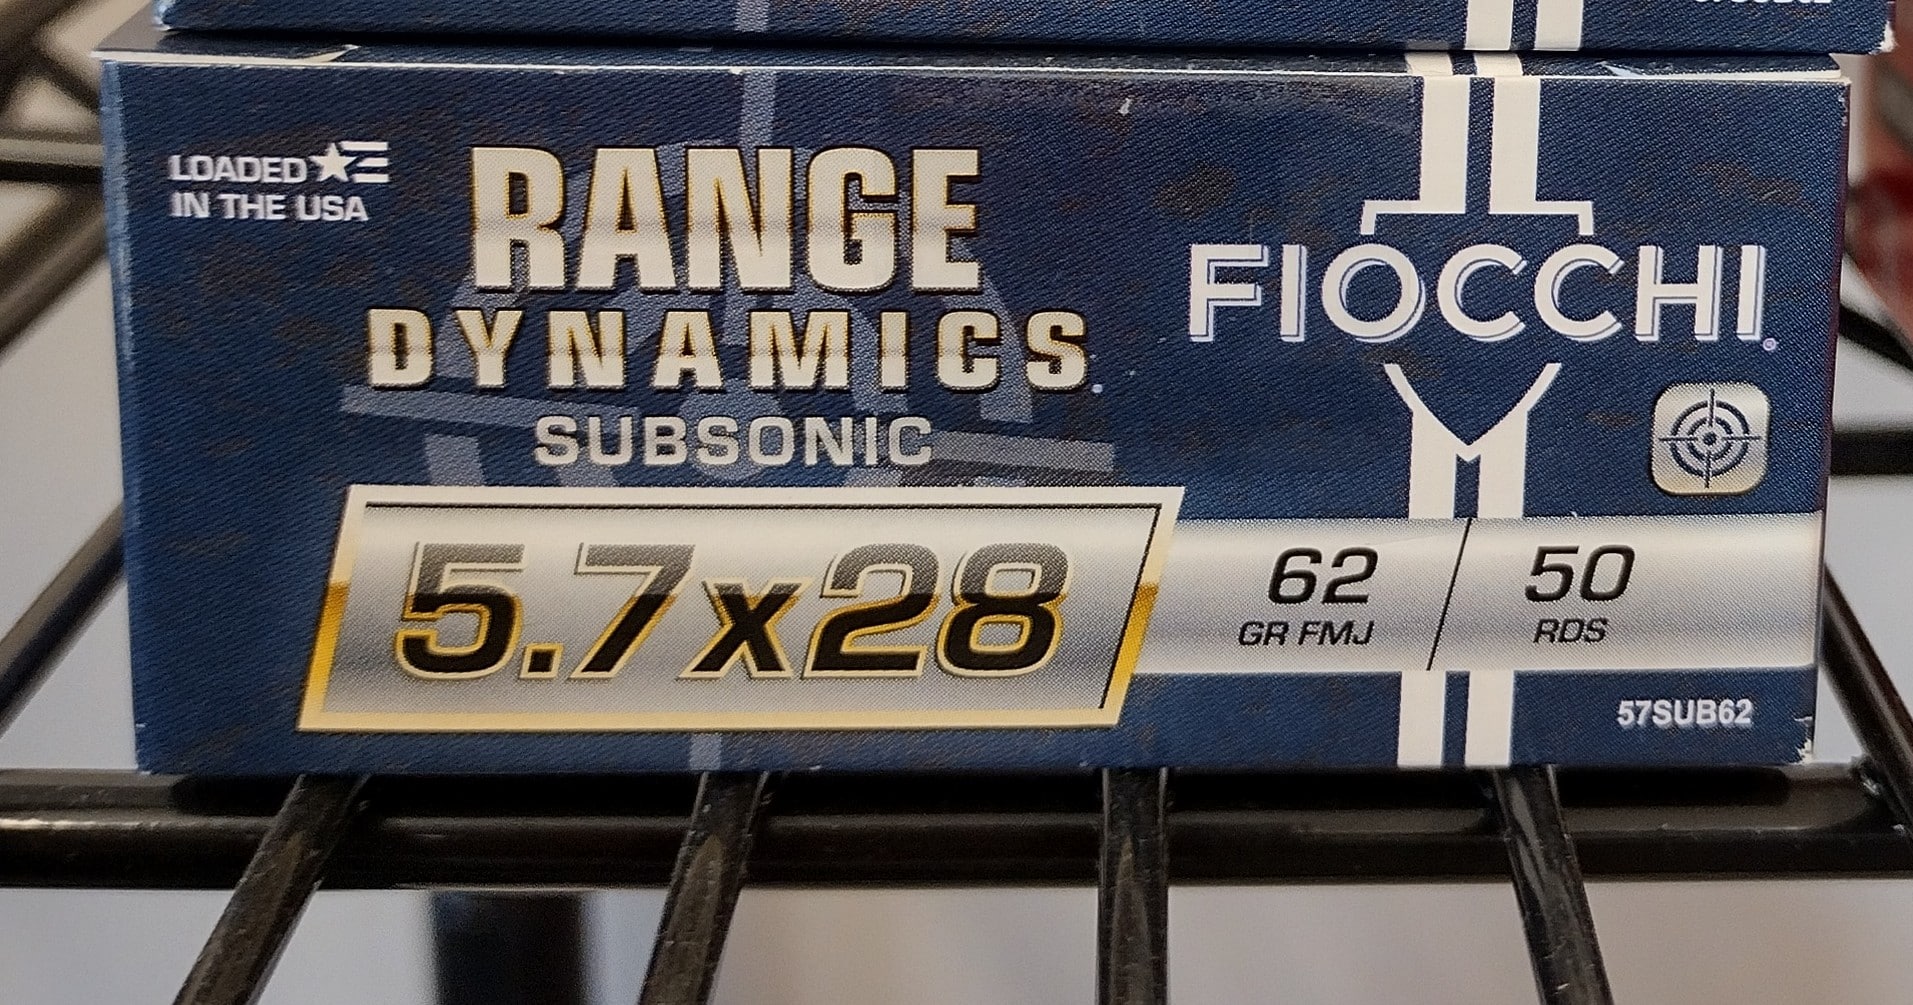 LOADED
IN THE USA
RANGE
DYNAMICS
SUBSONIC
FIOCCHI
5.7x28
62
GR FMJ
50
RDS
57SUB62